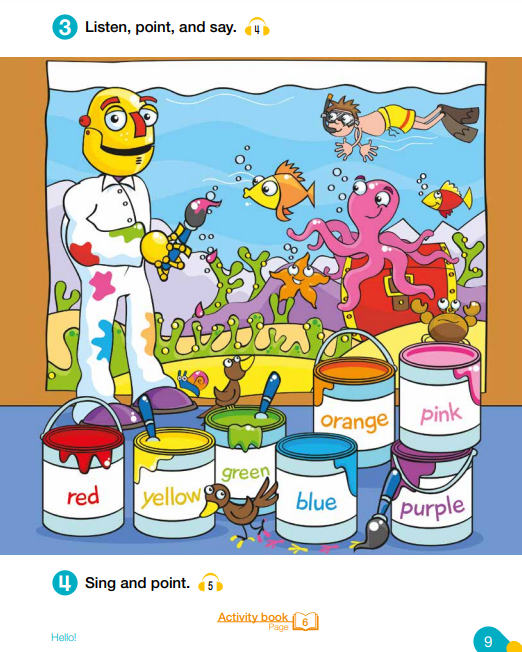 3 Listen, point, and say. 4
orange
pink
red
yellow
green
blue
purple
4 Sing and point. 5
Activity book
Page 6
Hello!
9